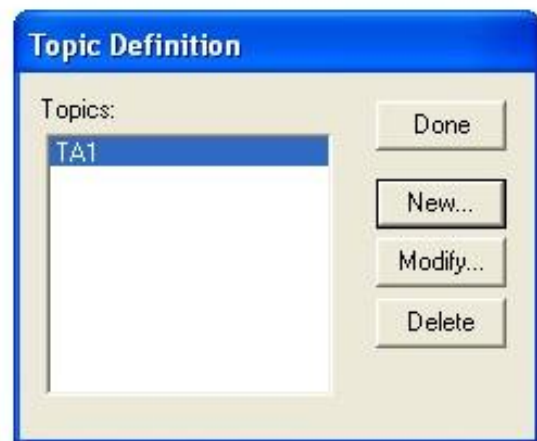 Topic Definition
Topics:
TA1
Done
New...
Modify...
Delete